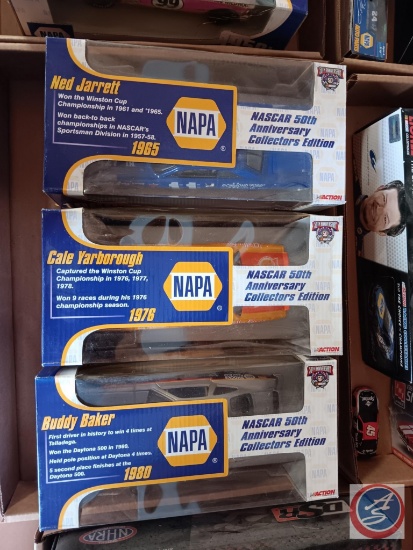 99
NAPA
24
Ned Jarrett
Won the Winston Cup
Championship in 1961 and '1965.
Won back-to back
championships in NASCAR's
Sportsman Division in 1957-58.
1965
NAPA
NASCAR 50th
Anniversary
Collectors Edition
ACTION
Cale Yarborough
Captured the Winston Cup
Championship in 1976, 1977,
1978.
Won 9 races during his 1976
championship season.
1976
NAPA
NASCAR 50th
Anniversary
Collectors Edition
ACTION
Buddy Baker
First driver in history to win 4 times at
Talladega.
Won the Daytona 500 in 1980.
Held pole position at Daytona 4 times.
5 second place finishes at the
Daytona 500.
1980
NAPA
NASCAR 50th
Anniversary
Collectors Edition
ACTION
NHRA
DSR